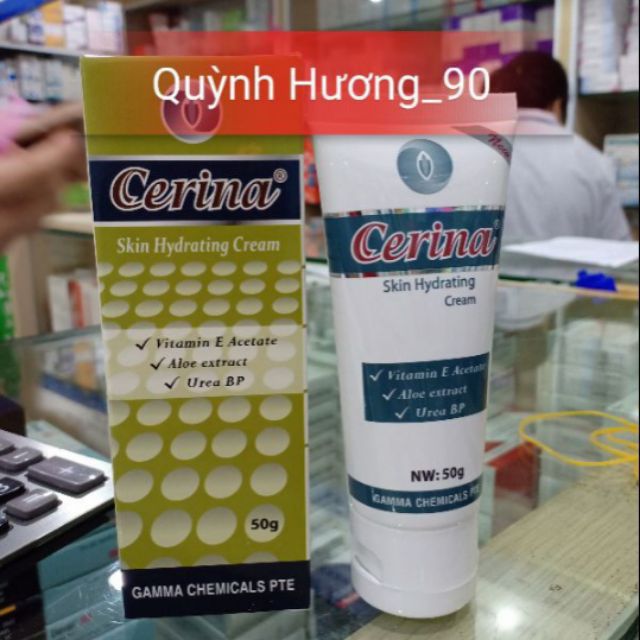 Quỳnh Hương_90
Cerina®
Skin Hydrating Cream
✓ Vitamin E Acetate
✓ Aloe extract
✓ Urea BP
50g
GAMMA CHEMICALS PTE
New
Cerina®
Skin Hydrating
Cream
✓ Vitamin E Acetate
✓ Aloe extract
✓ Urea BP
NW: 50g
GAMMA CHEMICALS PTE